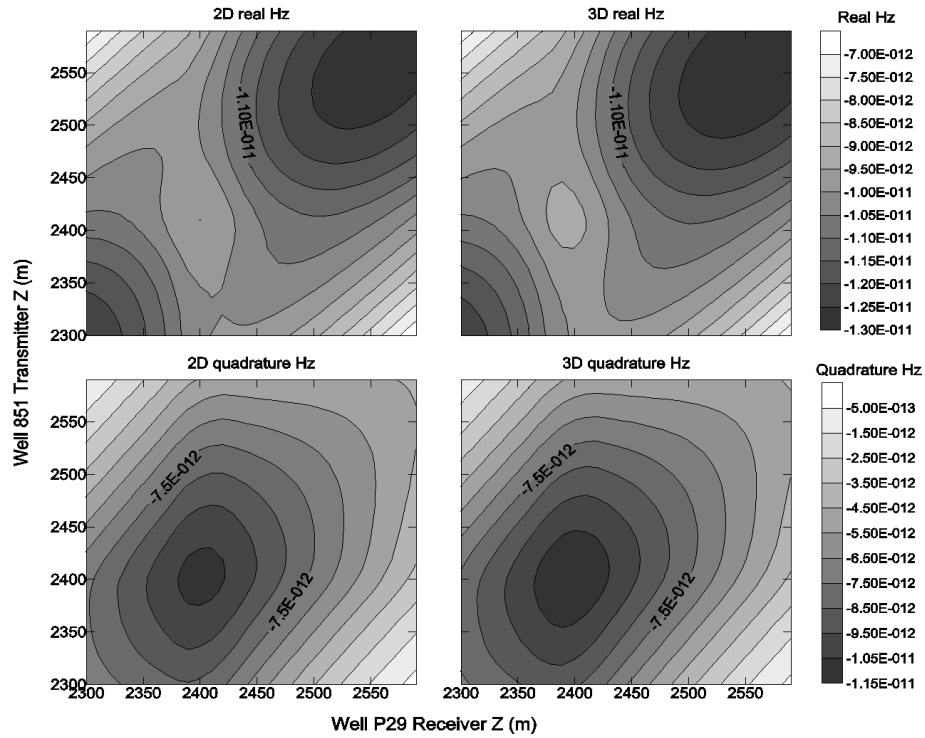 2D real Hz
3D real Hz
Real Hz
2550
2500
2450
2400
2350
2300
-1.10E-011
-1.10E-011
-7.00E-012
-7.50E-012
-8.00E-012
-8.50E-012
-9.00E-012
-9.50E-012
-1.00E-011
-1.05E-011
-1.10E-011
-1.15E-011
-1.20E-011
-1.25E-011
-1.30E-011
Well 851 Transmitter Z (m)
2D quadrature Hz
3D quadrature Hz
Quadrature Hz
2550
2500
2450
2400
2350
2300
-7.5E-012
-7.5E-012
-7.5E-012
-7.5E-012
-5.00E-013
-1.50E-012
-2.50E-012
-3.50E-012
-4.50E-012
-5.50E-012
-6.50E-012
-7.50E-012
-8.50E-012
-9.50E-012
-1.05E-011
-1.15E-011
2300 2350 2400 2450 2500 2550
2300 2350 2400 2450 2500 2550
Well P29 Receiver Z (m)